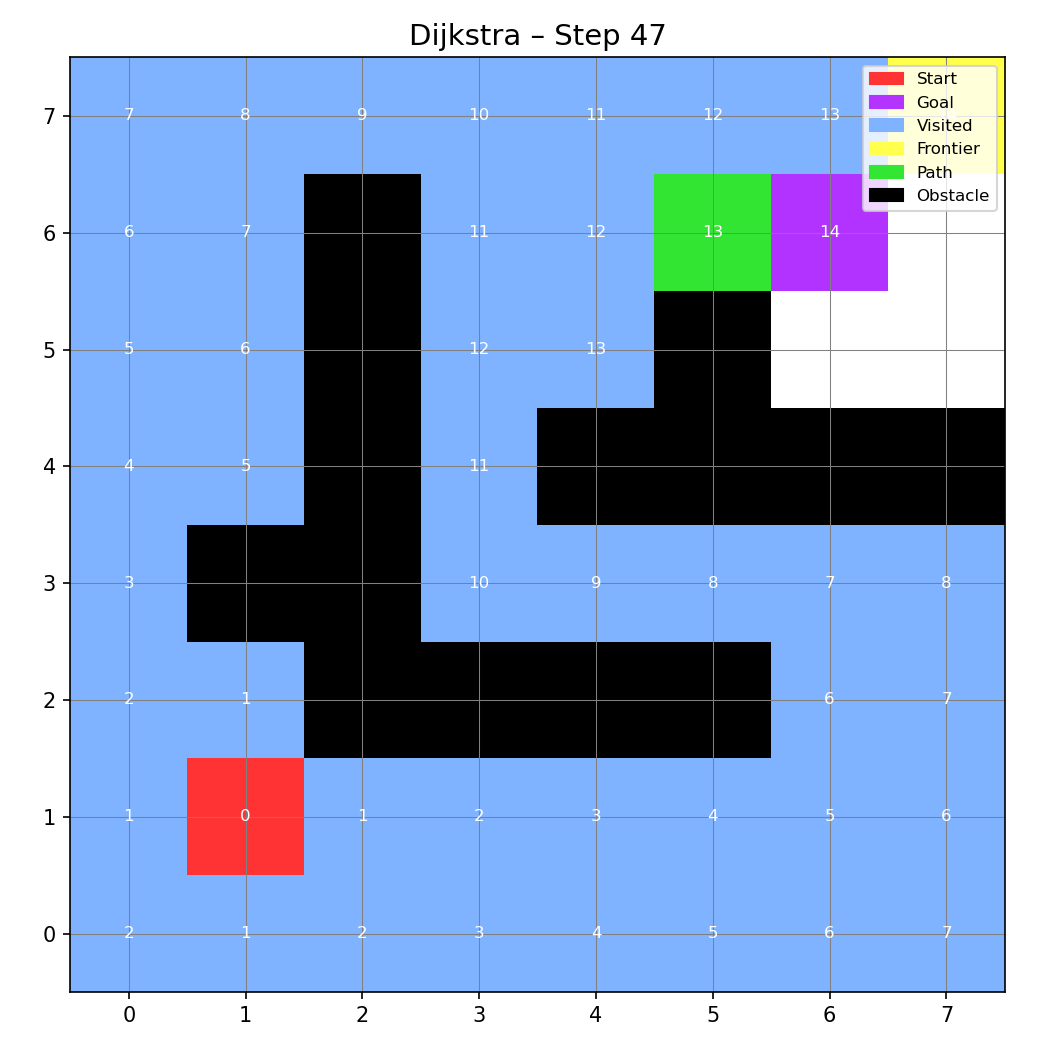 Dijkstra – Step 47
Start
Goal
Visited
Frontier
Path
Obstacle
7 7 8 9 10 11 12 13
6 6 7 11 12 13 14
5 5 6 12 13
4 4 5 11
3 3 10 9 8 7 8
2 2 1 6 7
1 1 0 1 2 3 4 5 6
0 2 1 2 3 4 5 6 7
0 1 2 3 4 5 6 7